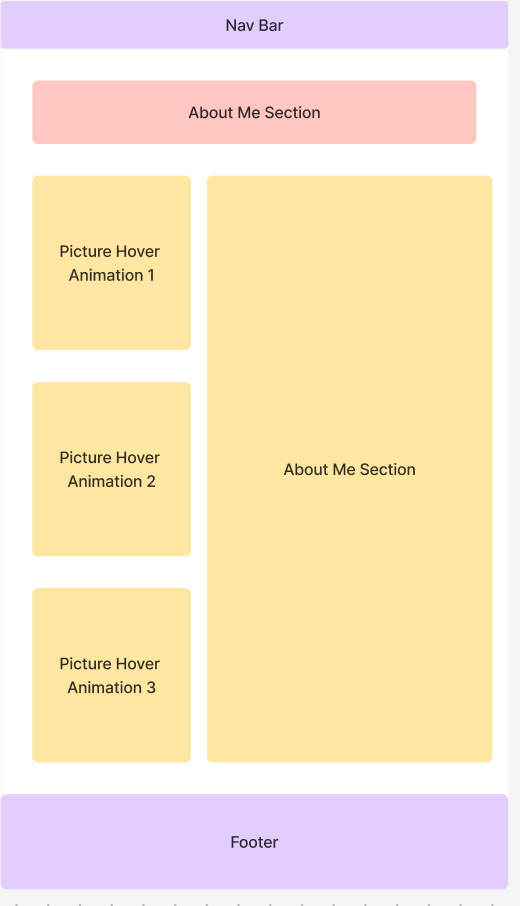 Nav Bar
About Me Section
Picture Hover
Animation 1
Picture Hover
Animation 2
About Me Section
Picture Hover
Animation 3
Footer